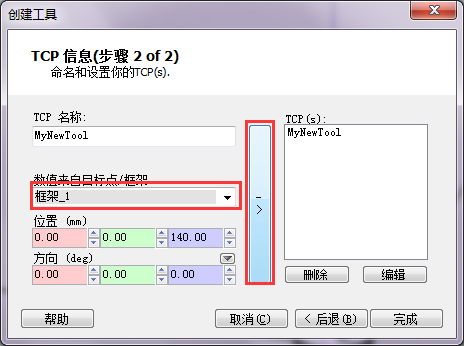 创建工具
TCP 信息(步骤 2 of 2)
命名和设置你的TCP(s).
TCP 名称:
MyNewTool
数值来自目标点/框架
框架_1
位置 (mm)
0.00 0.00 140.00
方向 (deg)
0.00 0.00 0.00
->
TCP(s):
MyNewTool
删除 编辑
帮助 取消(C) < 后退(B) 完成